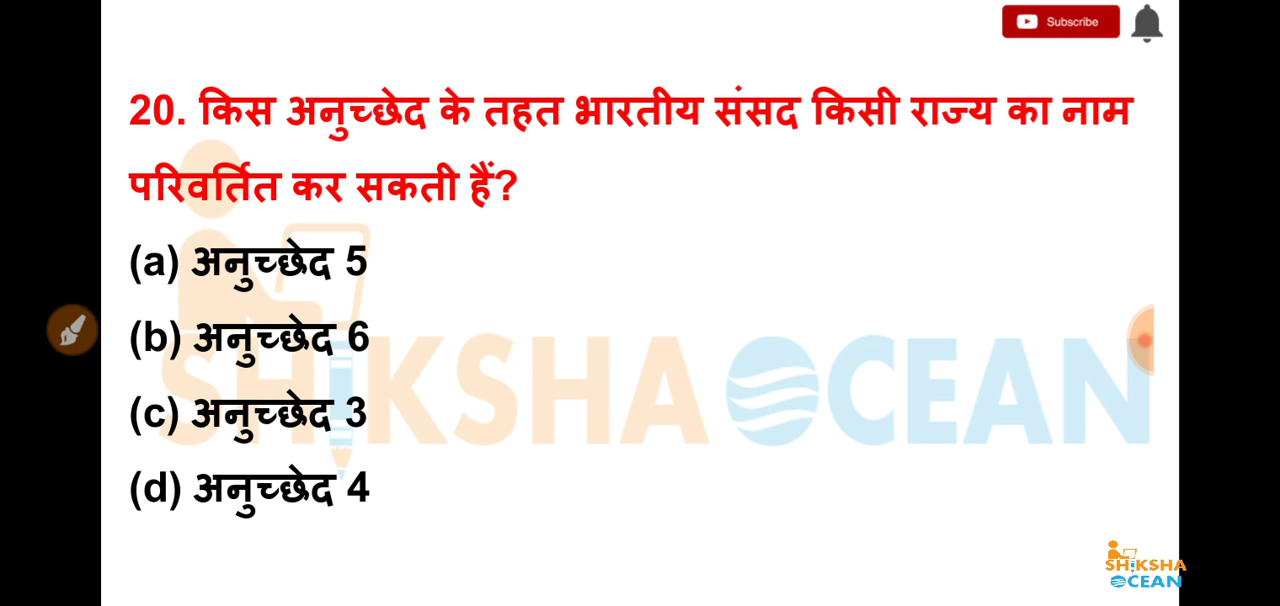 Subscribe
20. किस अनुच्छेद के तहत भारतीय संसद किसी राज्य का नाम
परिवर्तित कर सकती हैं?
(a) अनुच्छेद 5
(b) अनुच्छेद 6
(c) अनुच्छेद 3
(d) अनुच्छेद 4
SHIKSHA OCEAN
SHIKSHA
OCEAN